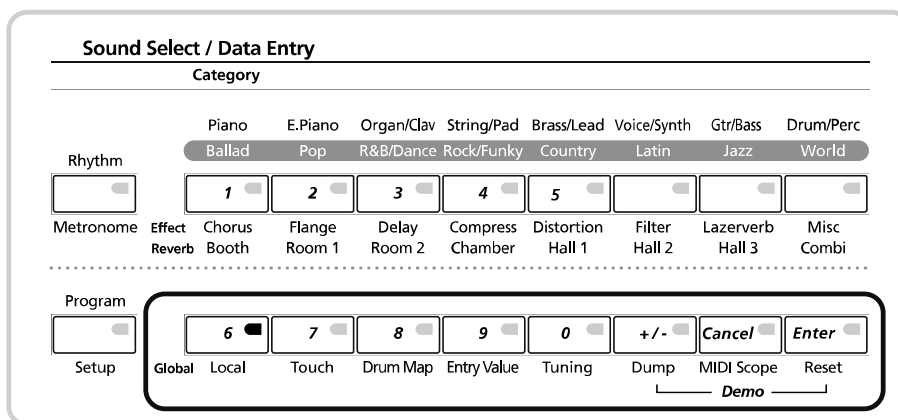 Sound Select / Data Entry
Category
Piano E.Piano Organ/Clav String/Pad Brass/Lead Voice/Synth Gtr/Bass Drum/Perc
Rhythm Ballad Pop R&B/Dance Rock/Funky Country Latin Jazz World
1 2 3 4 5
Metronome Effect Chorus Flange Delay Compress Distortion Filter Lazerverb Misc
Reverb Booth Room 1 Room 2 Chamber Hall 1 Hall 2 Hall 3 Combi
Program
6 7 8 9 0 +/- Cancel Enter
Setup Global Local Touch Drum Map Entry Value Tuning Dump MIDI Scope Reset
Demo